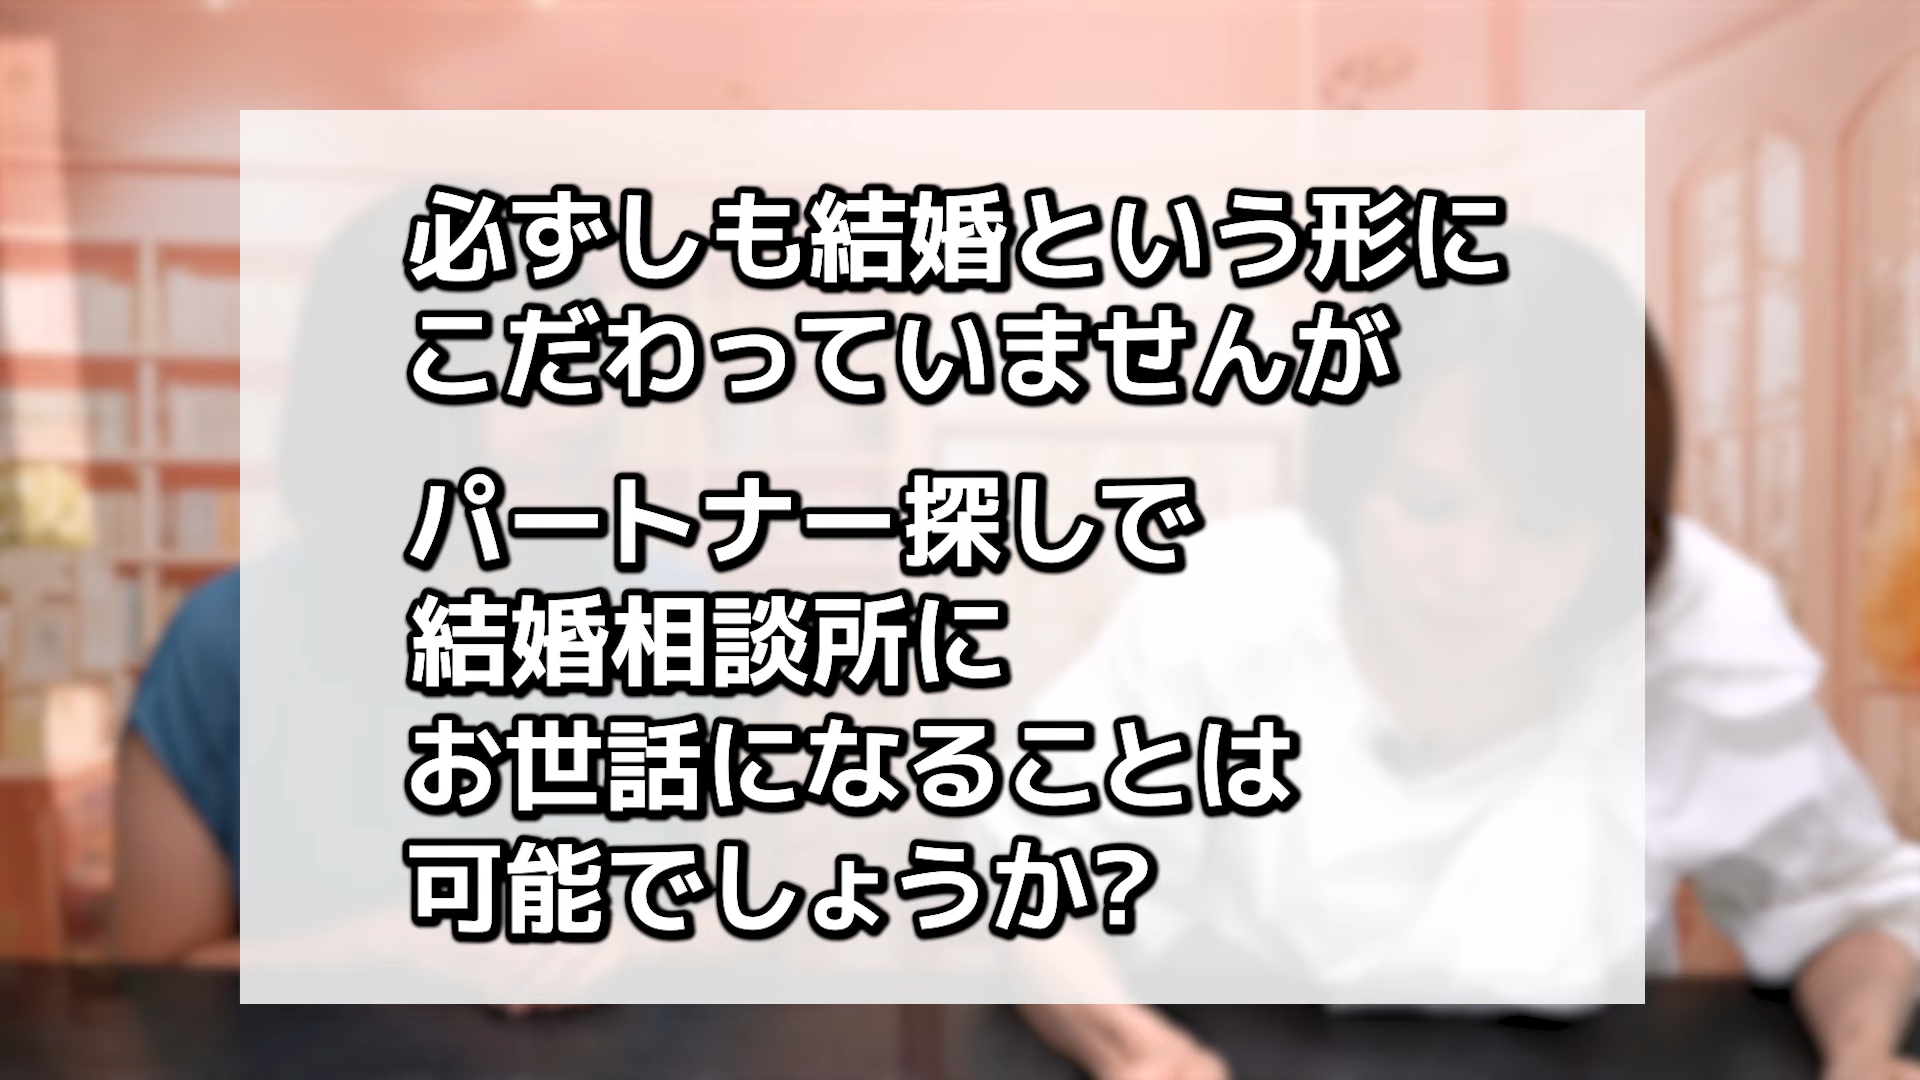 必ずしも結婚という形に
こだわっていませんが
パートナー探しで
結婚相談所に
お世話になることは
可能でしょうか?